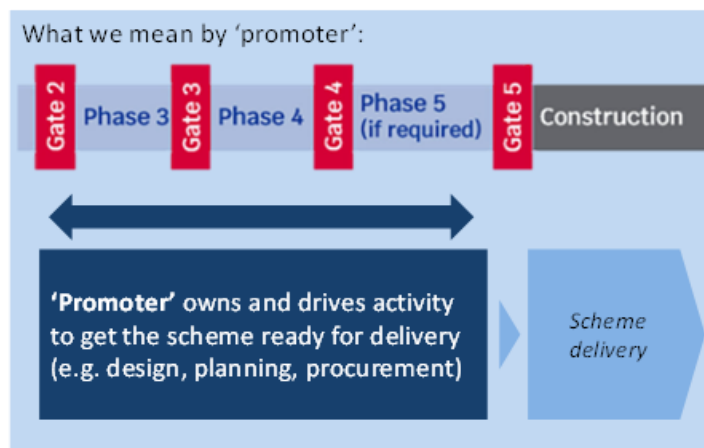 What we mean by ‘promoter’:
Gate 2
Phase 3
Gate 3
Phase 4
Gate 4
Phase 5
(if required)
Gate 5
Construction
‘Promoter’ owns and drives activity
to get the scheme ready for delivery
(e.g. design, planning, procurement)
Scheme
delivery